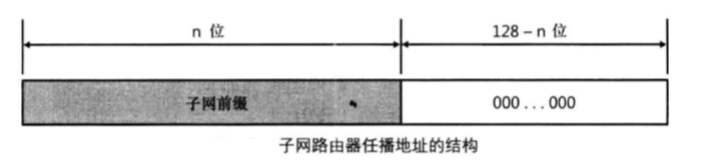 n 位
128 – n 位
子网前缀
000 . . . 000
子网路由器任播地址的结构